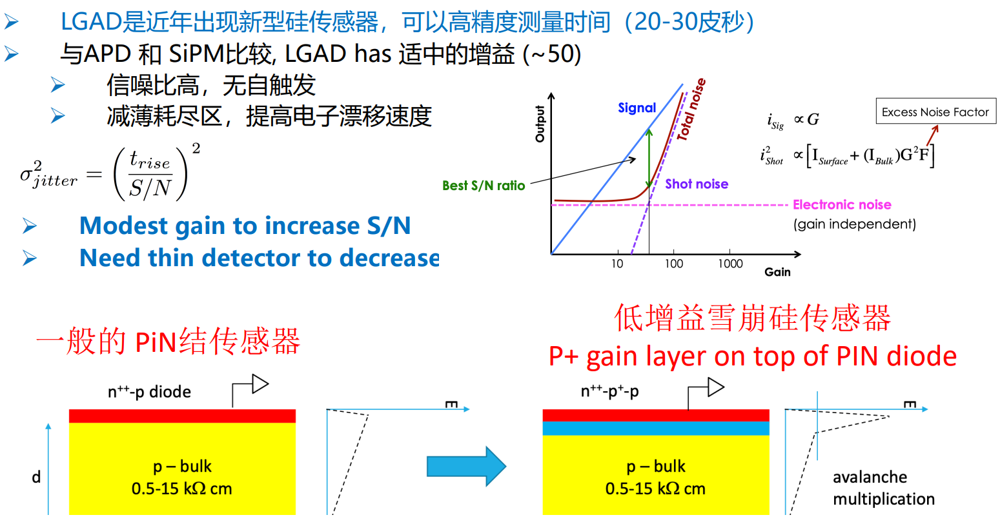 LGAD是近年出现新型硅传感器，可以高精度测量时间（20-30皮秒）
与APD 和 SiPM比较, LGAD has 适中的增益 (~50)
信噪比高，无自触发
减薄耗尽区，提高电子漂移速度
σ²_jitter = (t_rise / S/N)²
Modest gain to increase S/N
Need thin detector to decrease
Output
Signal
Total noise
Best S/N ratio
Shot noise
Electronic noise
(gain independent)
10 100 1000
Gain
Excess Noise Factor
i_Sig ∝ G
i²_Shot ∝ [I_Surface + (I_Bulk)G²F]
一般的 PiN结传感器
n++-p diode
E
d
p – bulk
0.5-15 kΩ cm
低增益雪崩硅传感器
P+ gain layer on top of PIN diode
n++-p+-p
E
p – bulk
0.5-15 kΩ cm
avalanche
multiplication